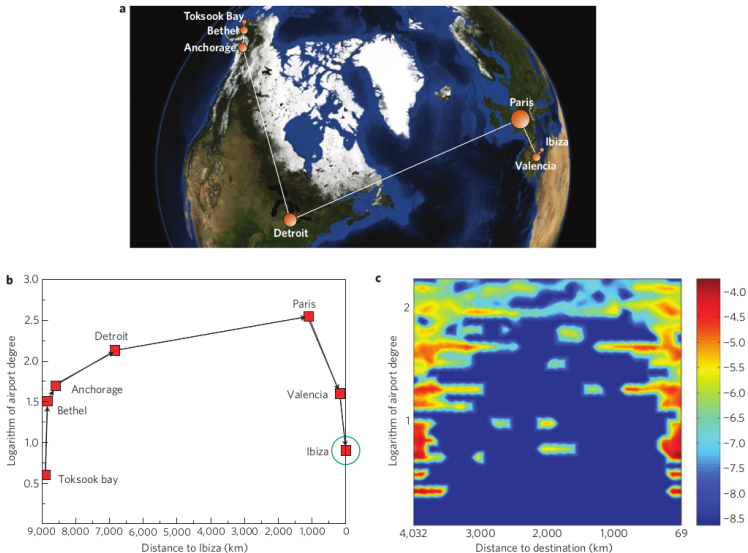 a
Toksook Bay
Bethel
Anchorage
Paris
Ibiza
Valencia
Detroit
b
3.0
2.5
2.0
1.5
1.0
0.5
Logarithm of airport degree
Paris
Detroit
Anchorage
Bethel
Valencia
Ibiza
Toksook bay
9,000 8,000 7,000 6,000 5,000 4,000 3,000 2,000 1,000 0
Distance to Ibiza (km)
c
2
1
Logarithm of airport degree
4,032 3,000 2,000 1,000 69
Distance to destination (km)
−4.0
−4.5
−5.0
−5.5
−6.0
−6.5
−7.0
−7.5
−8.0
−8.5